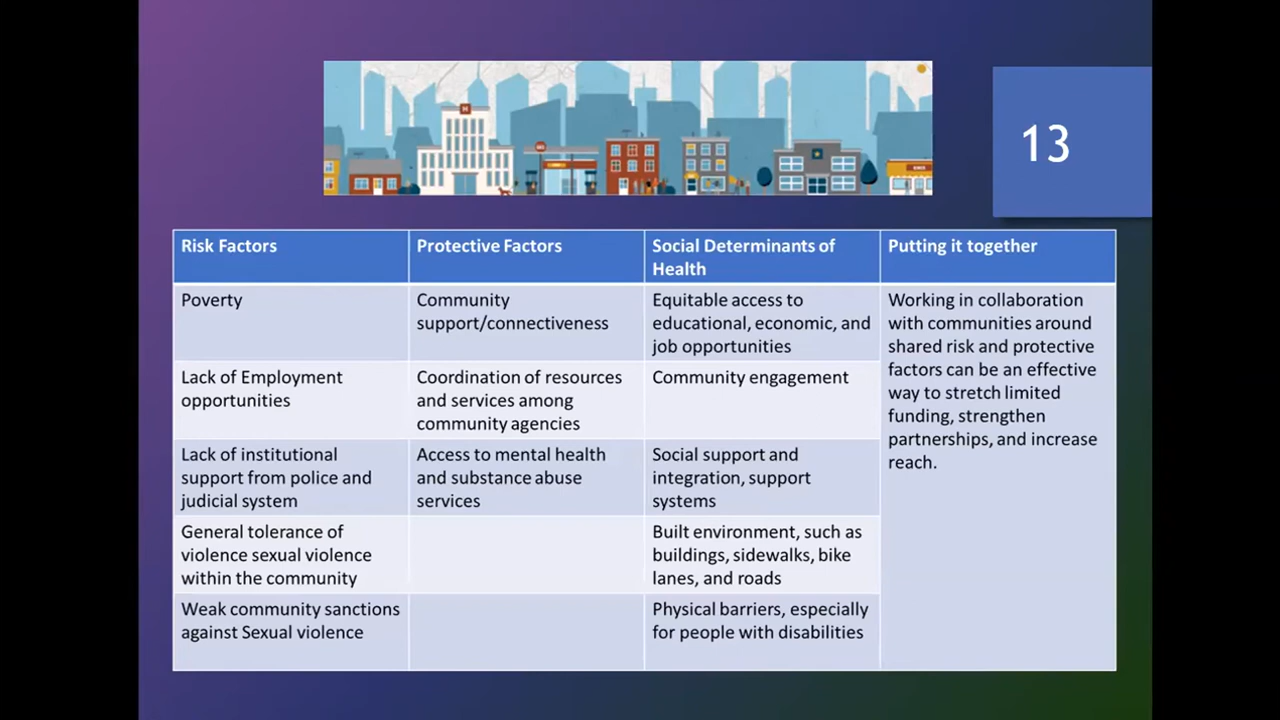 H
13
Risk Factors
Protective Factors
Social Determinants of
Health
Putting it together
Poverty
Community
support/connectiveness
Equitable access to
educational, economic, and
job opportunities
Working in collaboration
with communities around
shared risk and protective
factors can be an effective
way to stretch limited
funding, strengthen
partnerships, and increase
reach.
Lack of Employment
opportunities
Coordination of resources
and services among
community agencies
Community engagement
Lack of institutional
support from police and
judicial system
Access to mental health
and substance abuse
services
Social support and
integration, support
systems
General tolerance of
violence sexual violence
within the community
Built environment, such as
buildings, sidewalks, bike
lanes, and roads
Weak community sanctions
against Sexual violence
Physical barriers, especially
for people with disabilities